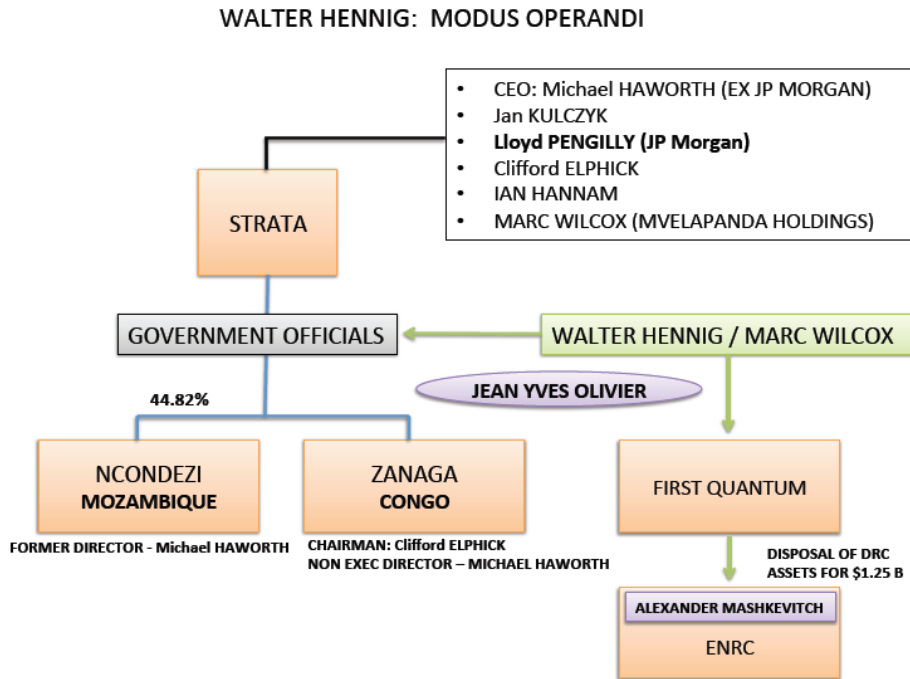 WALTER HENNIG: MODUS OPERANDI
• CEO: Michael HAWORTH (EX JP MORGAN)
• Jan KULCZYK
• Lloyd PENGILLY (JP Morgan)
• Clifford ELPHICK
• IAN HANNAM
• MARC WILCOX (MVELAPANDA HOLDINGS)
STRATA
GOVERNMENT OFFICIALS
WALTER HENNIG / MARC WILCOX
JEAN YVES OLIVIER
44.82%
NCONDEZI
MOZAMBIQUE
ZANAGA
CONGO
FIRST QUANTUM
FORMER DIRECTOR - Michael HAWORTH
CHAIRMAN: Clifford ELPHICK
NON EXEC DIRECTOR – MICHAEL HAWORTH
DISPOSAL OF DRC
ASSETS FOR $1.25 B
ALEXANDER MASHKEVITCH
ENRC